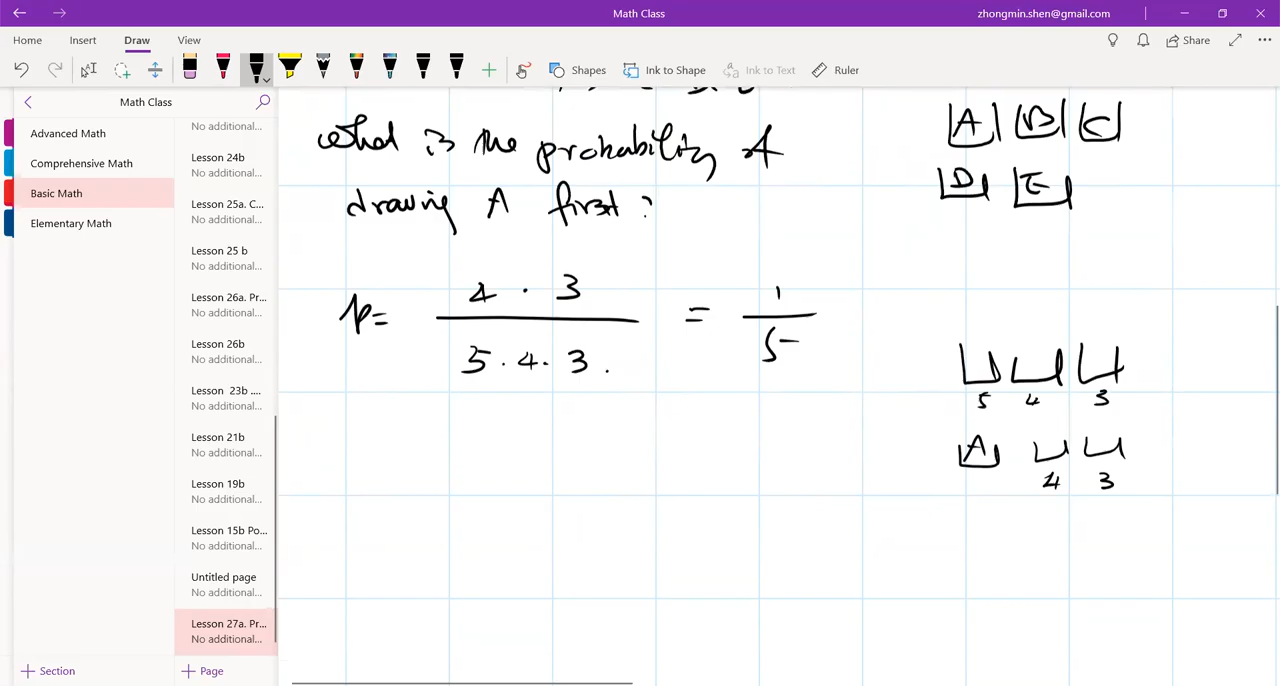 Math Class
zhongmin.shen@gmail.com
Home Insert Draw View
Share
Shapes Ink to Shape Ink to Text Ruler
Math Class
Advanced Math
Comprehensive Math
Basic Math
Elementary Math
No additional...
Lesson 24b
No additional...
Lesson 25a. C...
No additional...
Lesson 25 b
No additional...
Lesson 26a. Pr...
No additional...
Lesson 26b
No additional...
Lesson 23b ....
No additional...
Lesson 21b
No additional...
Lesson 19b
No additional...
Lesson 15b Po...
No additional...
Untitled page
No additional...
Lesson 27a. Pr...
No additional...
Section
Page
What is the probability of
drawing A first?
4 · 3
p= = 1
5 · 4 · 3 . 5
A B C
D E
5 4 3
A
4 3